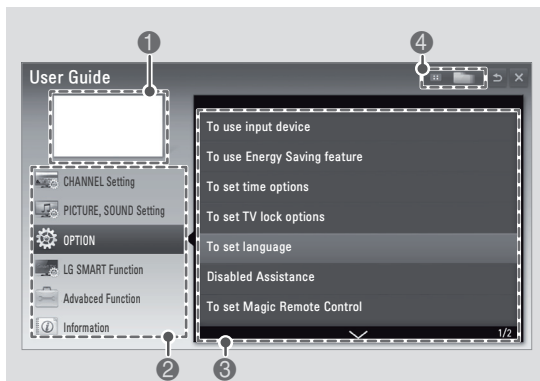 1
4
User Guide
To use input device
To use Energy Saving feature
To set time options
To set TV lock options
To set language
Disabled Assistance
To set Magic Remote Control
1/2
CHANNEL Setting
PICTURE, SOUND Setting
OPTION
LG SMART Function
Advabced Function
Information
2
3